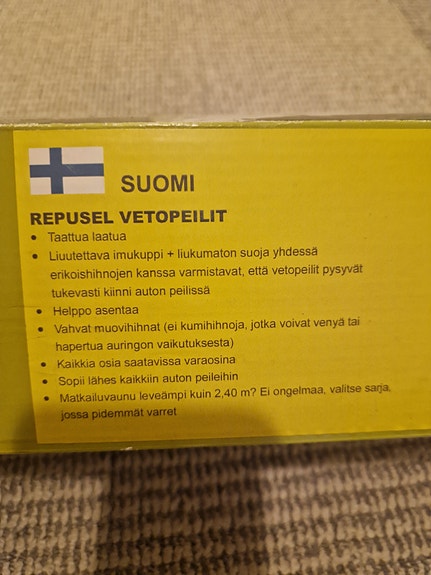 SUOMI
REPUSEL VETOPEILIT
• Taattua laatua
• Liuutettava imukuppi + liukumaton suoja yhdessä
erikoishihnojen kanssa varmistavat, että vetopeilit pysyvät
tukevasti kiinni auton peilissä
• Helppo asentaa
• Vahvat muovihihnat (ei kumihihnoja, jotka voivat venyä tai
hapertua auringon vaikutuksesta)
• Kaikkia osia saatavissa varaosina
• Sopii lähes kaikkiin auton peileihin
• Matkailuvaunu leveämpi kuin 2,40 m? Ei ongelmaa, valitse sarja,
jossa pidemmät varret